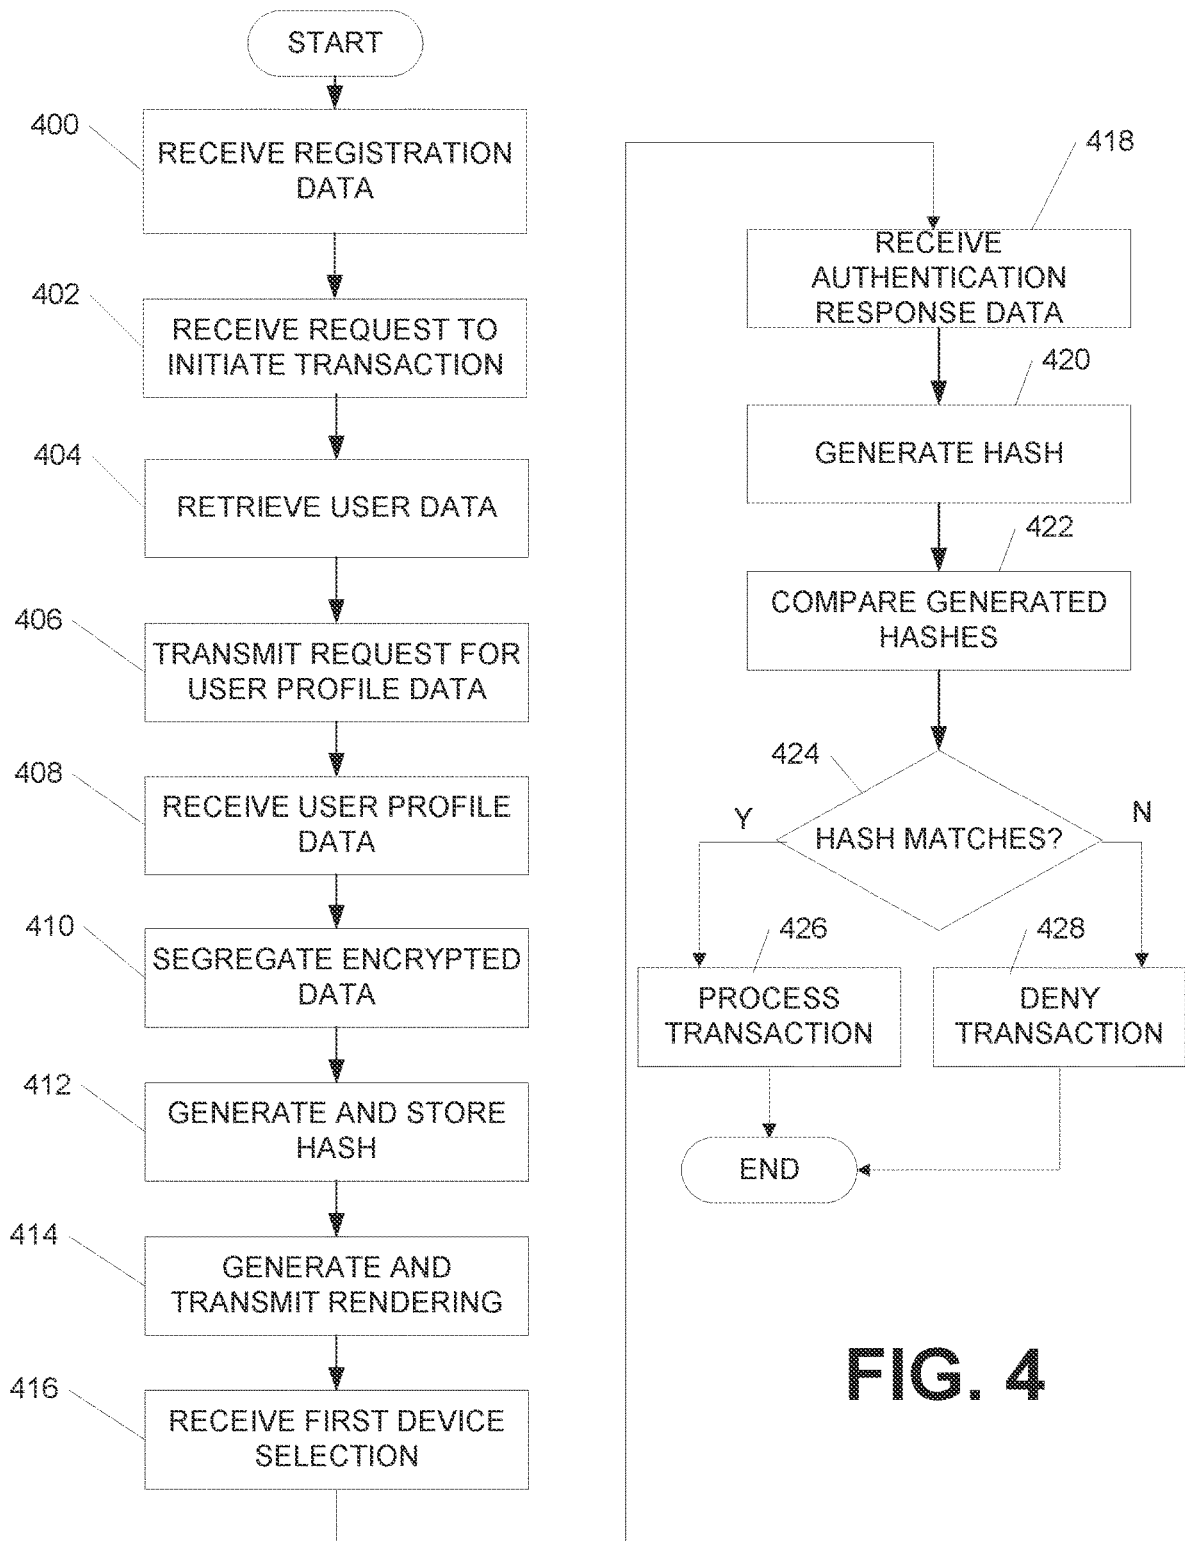 START
400
RECEIVE REGISTRATION
DATA
402
RECEIVE REQUEST TO
INITIATE TRANSACTION
404
RETRIEVE USER DATA
406
TRANSMIT REQUEST FOR
USER PROFILE DATA
408
RECEIVE USER PROFILE
DATA
410
SEGREGATE ENCRYPTED
DATA
412
GENERATE AND STORE
HASH
414
GENERATE AND
TRANSMIT RENDERING
416
RECEIVE FIRST DEVICE
SELECTION
418
RECEIVE
AUTHENTICATION
RESPONSE DATA
420
GENERATE HASH
422
COMPARE GENERATED
HASHES
424
HASH MATCHES?
Y
N
426
PROCESS
TRANSACTION
428
DENY
TRANSACTION
END
FIG. 4